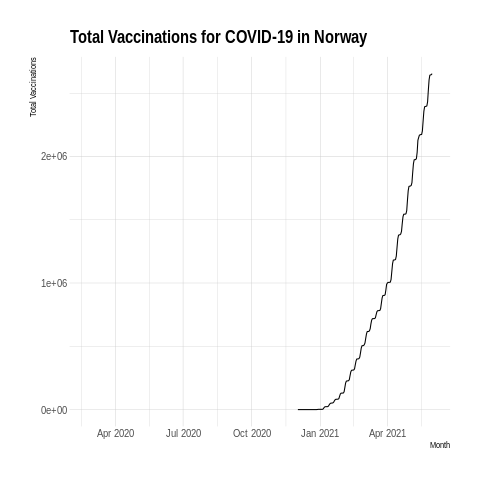 Total Vaccinations for COVID-19 in Norway
Total Vaccinations
2e+06
1e+06
0e+00
Apr 2020 Jul 2020 Oct 2020 Jan 2021 Apr 2021
Month